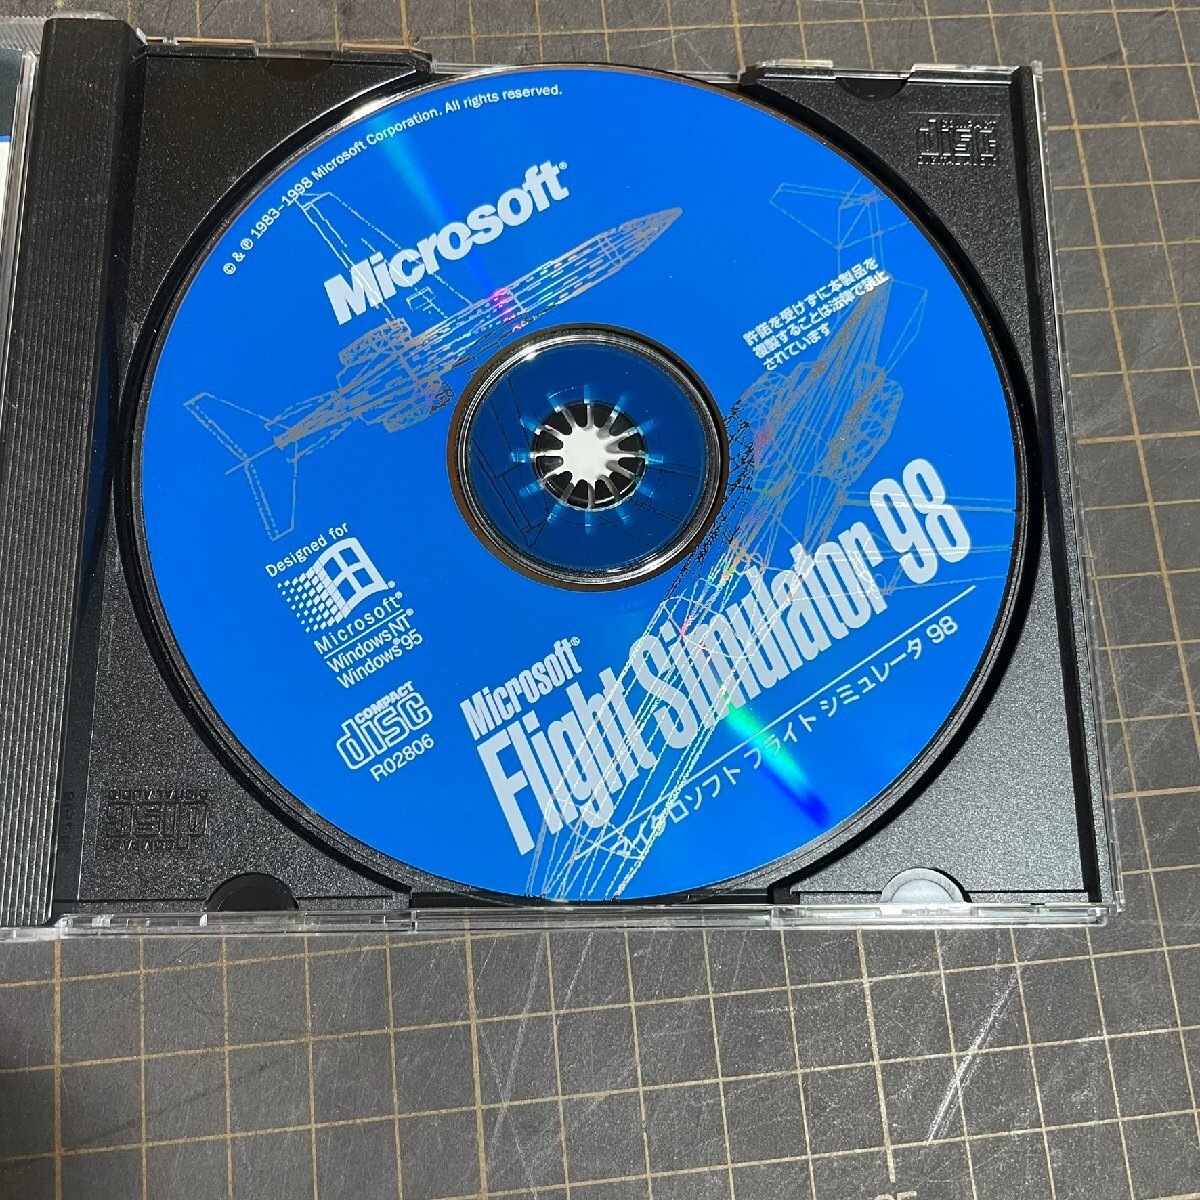 © & ℗ 1983-1998 Microsoft Corporation. All rights reserved.
Microsoft®
許諾を受けずに本製品を
複製することは法律で禁止
されています
Designed for
Microsoft®
Windows NT®
Windows®95
COMPACT
disc
R02806
Microsoft®
Flight Simulator 98
マイクロソフト フライト シミュレータ 98
COMPACT
disc